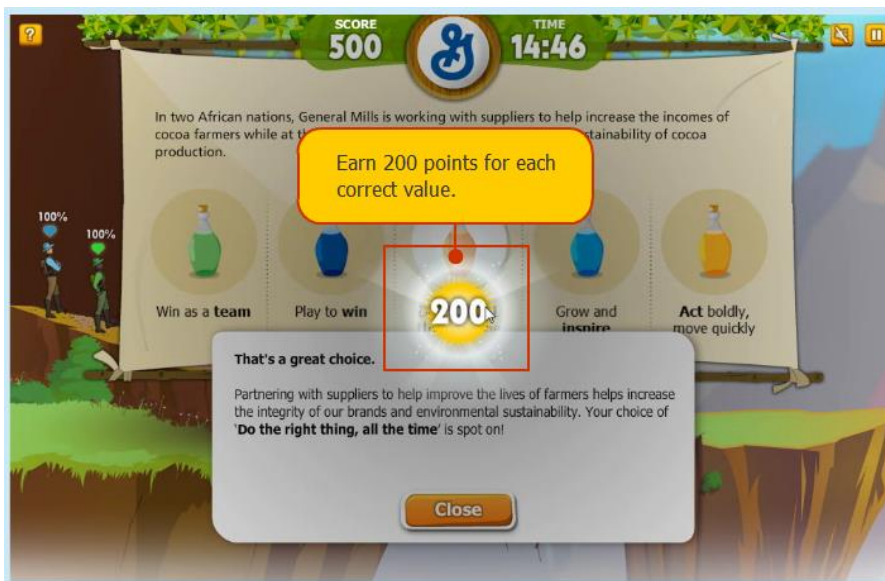 ?
SCORE
500
TIME
14:46
In two African nations, General Mills is working with suppliers to help increase the incomes of
cocoa farmers while at
stainability of cocoa
production.
Earn 200 points for each
correct value.
100%
100%
200
Win as a team
Play to win
Grow and
inspire
Act boldly,
move quickly
That's a great choice.
Partnering with suppliers to help improve the lives of farmers helps increase
the integrity of our brands and environmental sustainability. Your choice of
'Do the right thing, all the time' is spot on!
Close